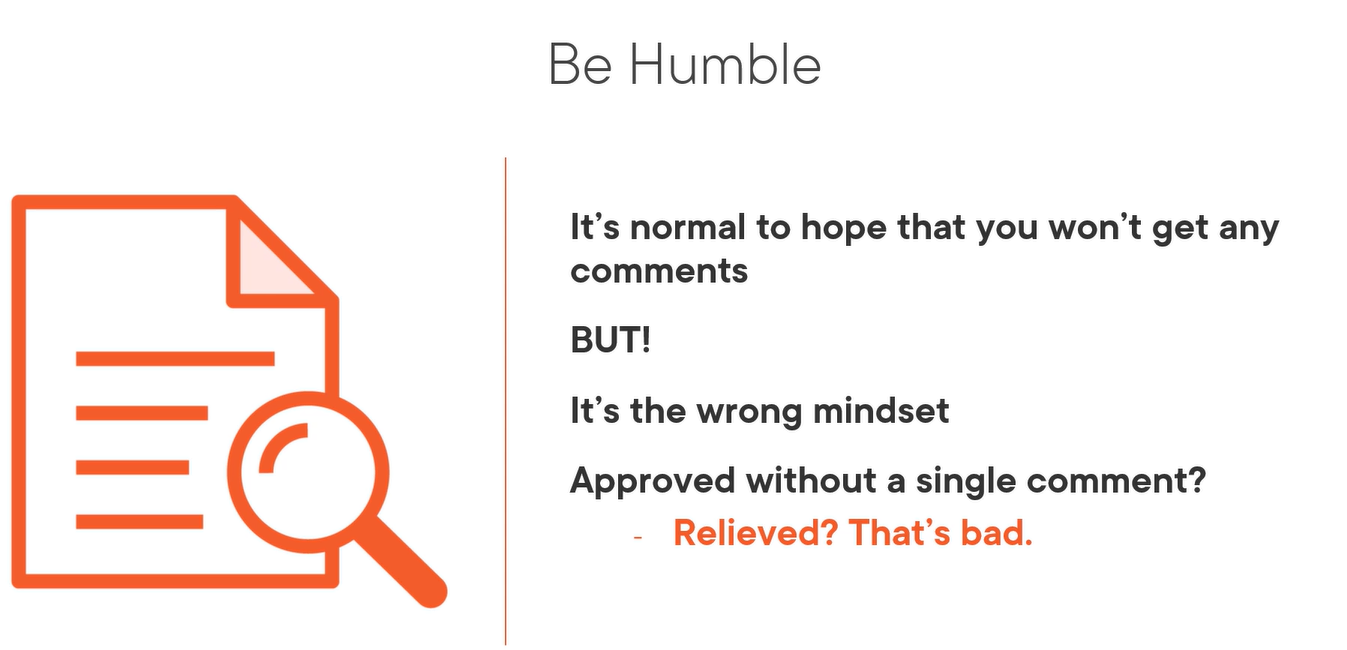 Be Humble
It’s normal to hope that you won’t get any
comments
BUT!
It’s the wrong mindset
Approved without a single comment?
- Relieved? That’s bad.